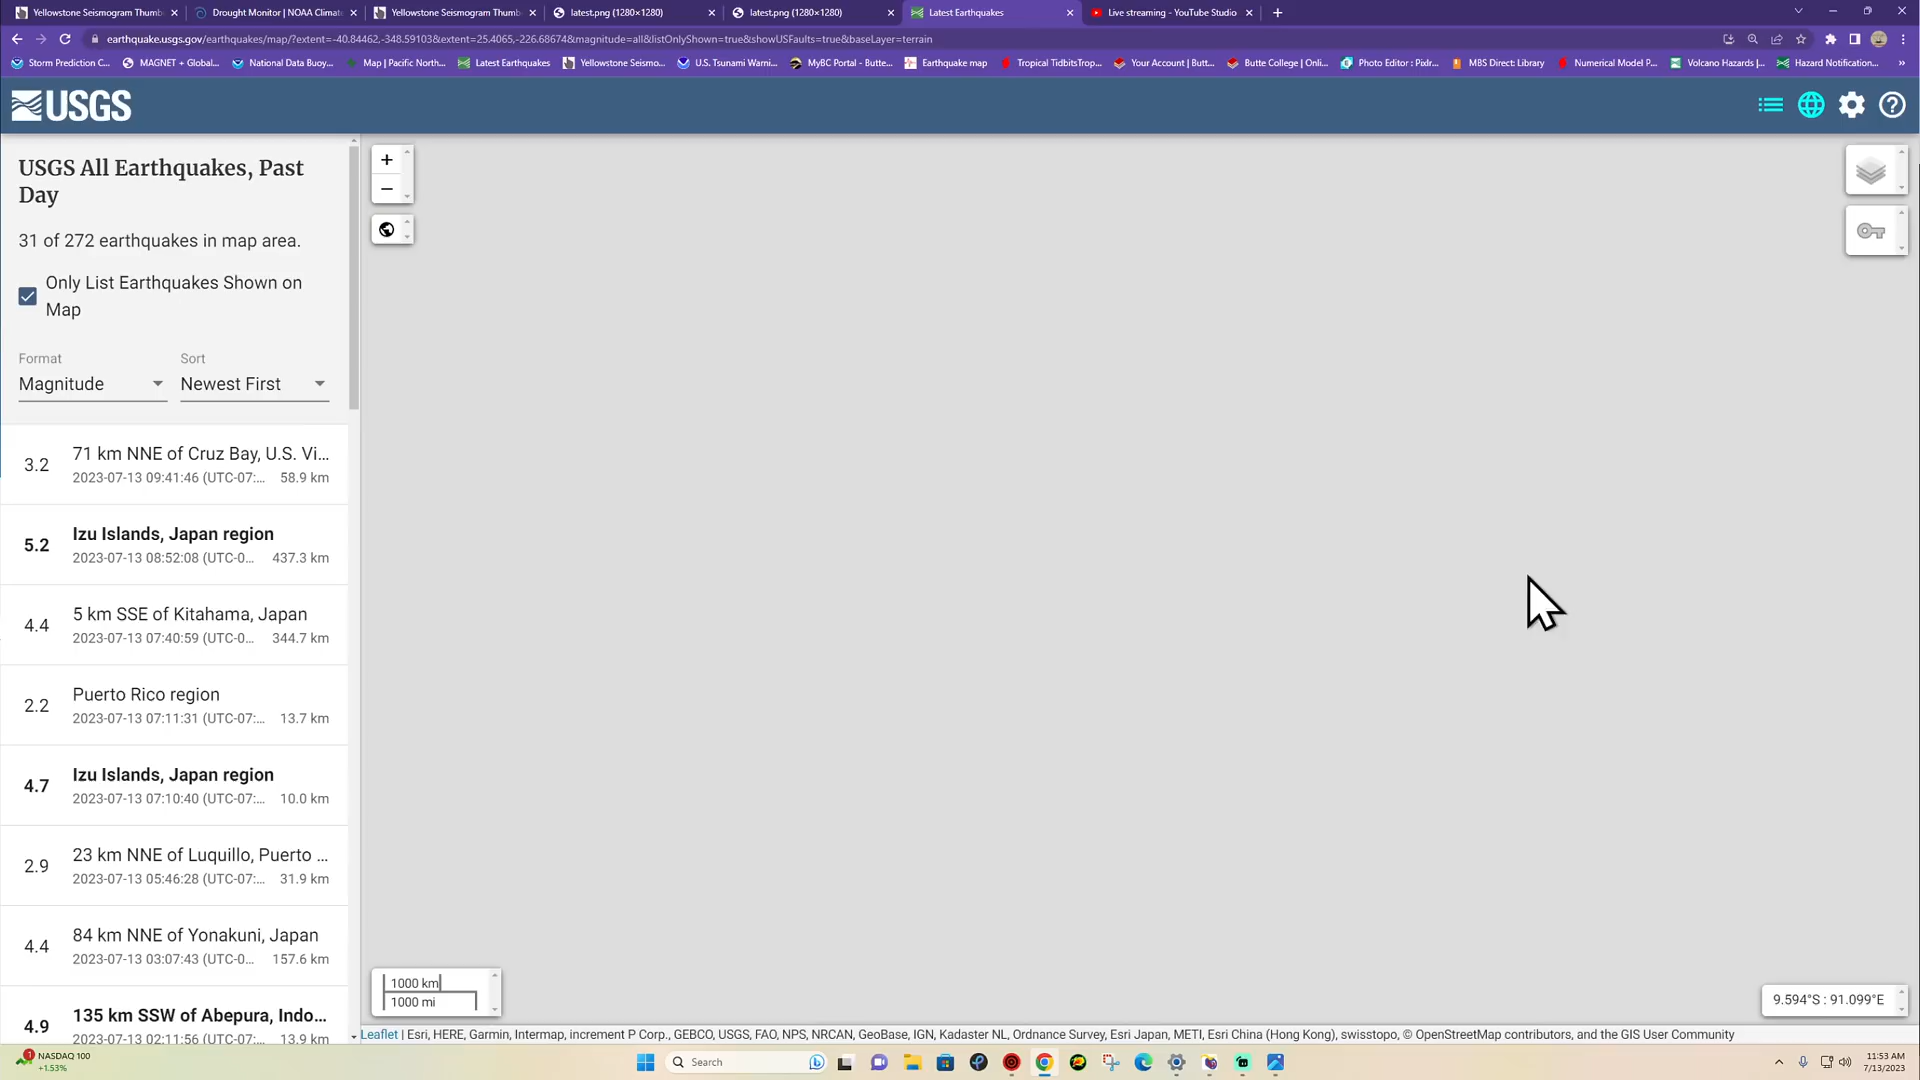 Yellowstone Seismogram Thumb
Drought Monitor | NOAA Climat
Yellowstone Seismogram Thumb
latest.png (1280×1280)
latest.png (1280×1280)
Latest Earthquakes
Live streaming - YouTube Studio
earthquake.usgs.gov/earthquakes/map/?extent=-40.84462,-348.59103&extent=25.4065,-226.68674&magnitude=all&listOnlyShown=true&showUSFaults=true&baseLayer=terrain
Storm Prediction C...
MAGNET + Global...
National Data Buoy...
Map | Pacific North...
Latest Earthquakes
Yellowstone Seismo...
U.S. Tsunami Warni...
MyBC Portal - Butte...
Earthquake map
Tropical TidbitsTrop...
Your Account | Butt...
Butte College | Onli...
Photo Editor : Pixlr...
MBS Direct Library
Numerical Model P...
Volcano Hazards |...
Hazard Notification...
USGS
USGS All Earthquakes, Past
Day
31 of 272 earthquakes in map area.
Only List Earthquakes Shown on
Map
Format
Sort
Magnitude
Newest First
3.2
71 km NNE of Cruz Bay, U.S. Vi...
2023-07-13 09:41:46 (UTC-07:...
58.9 km
5.2
Izu Islands, Japan region
2023-07-13 08:52:08 (UTC-0...
437.3 km
4.4
5 km SSE of Kitahama, Japan
2023-07-13 07:40:59 (UTC-0...
344.7 km
2.2
Puerto Rico region
2023-07-13 07:11:31 (UTC-07:...
13.7 km
4.7
Izu Islands, Japan region
2023-07-13 07:10:40 (UTC-07:...
10.0 km
2.9
23 km NNE of Luquillo, Puerto ...
2023-07-13 05:46:28 (UTC-07:...
31.9 km
4.4
84 km NNE of Yonakuni, Japan
2023-07-13 03:07:43 (UTC-0...
157.6 km
4.9
135 km SSW of Abepura, Indo...
2023-07-13 02:11:56 (UTC-07:...
13.9 km
1000 km
1000 mi
9.594°S : 91.099°E
Leaflet | Esri, HERE, Garmin, Intermap, increment P Corp., GEBCO, USGS, FAO, NPS, NRCAN, GeoBase, IGN, Kadaster NL, Ordnance Survey, Esri Japan, METI, Esri China (Hong Kong), swisstopo, © OpenStreetMap contributors, and the GIS User Community
1
NASDAQ 100
+1.53%
Search
11:53 AM
7/13/2023